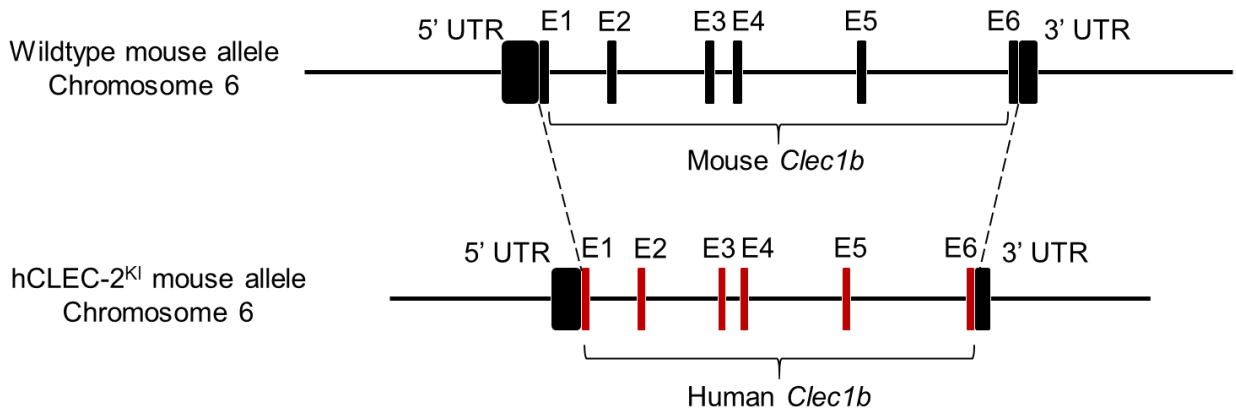 5’ UTR E1 E2 E3 E4 E5 E6 3’ UTR
Wildtype mouse allele
Chromosome 6
Mouse Clec1b
5’ UTR E1 E2 E3 E4 E5 E6 3’ UTR
hCLEC-2KI mouse allele
Chromosome 6
Human Clec1b